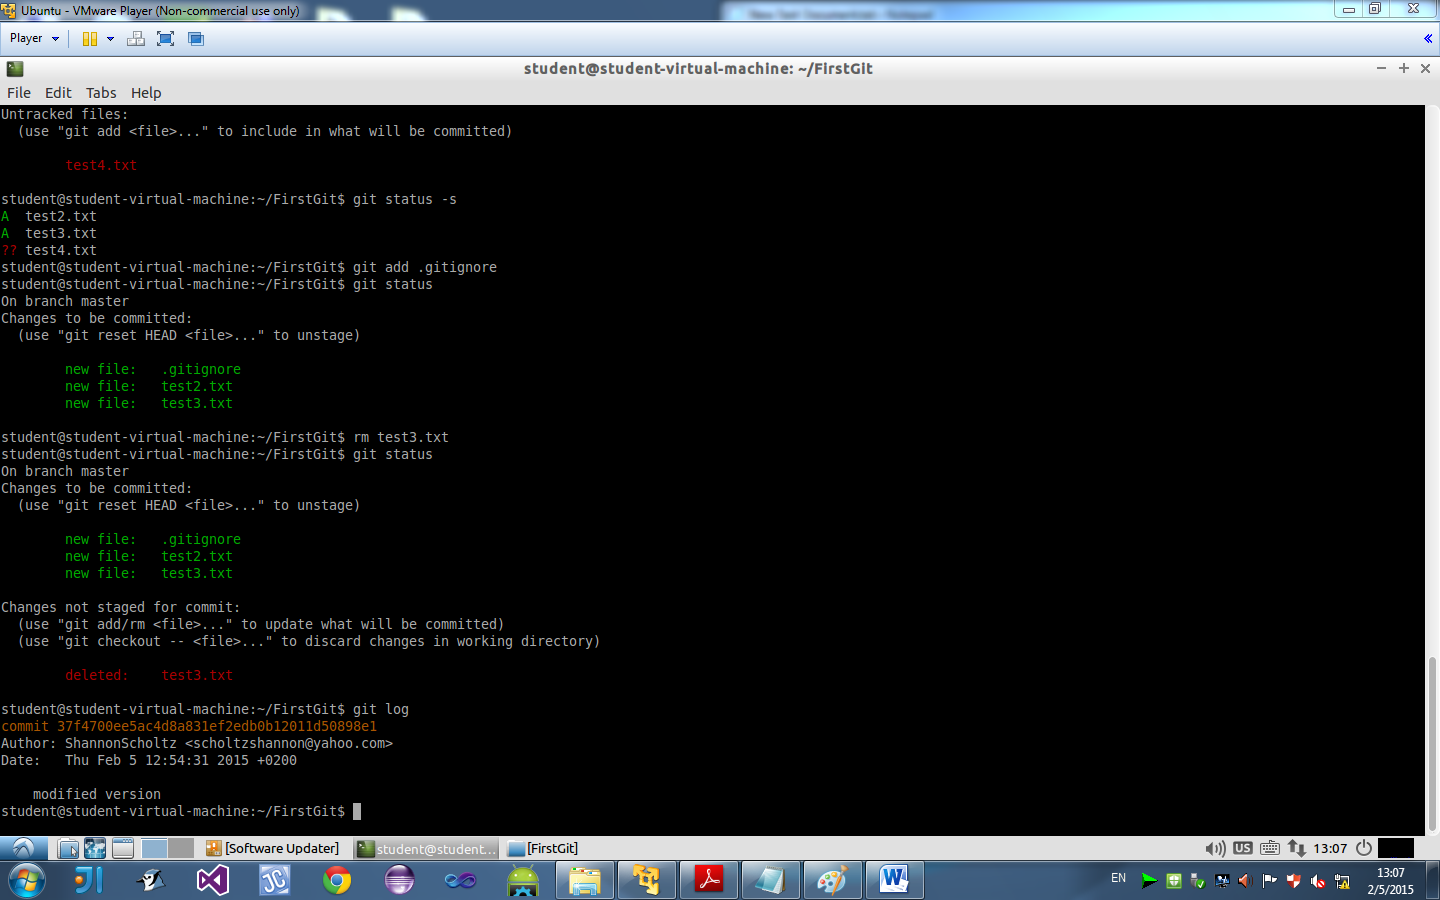 Ubuntu - VMware Player (Non-commercial use only)
Player
student@student-virtual-machine: ~/FirstGit
File Edit Tabs Help
Untracked files:
  (use "git add <file>..." to include in what will be committed)
        test4.txt
student@student-virtual-machine:~/FirstGit$ git status -s
A  test2.txt
A  test3.txt
?? test4.txt
student@student-virtual-machine:~/FirstGit$ git add .gitignore
student@student-virtual-machine:~/FirstGit$ git status
On branch master
Changes to be committed:
  (use "git reset HEAD <file>..." to unstage)
        new file:   .gitignore
        new file:   test2.txt
        new file:   test3.txt
student@student-virtual-machine:~/FirstGit$ rm test3.txt
student@student-virtual-machine:~/FirstGit$ git status
On branch master
Changes to be committed:
  (use "git reset HEAD <file>..." to unstage)
        new file:   .gitignore
        new file:   test2.txt
        new file:   test3.txt
Changes not staged for commit:
  (use "git add/rm <file>..." to update what will be committed)
  (use "git checkout -- <file>..." to discard changes in working directory)
        deleted:    test3.txt
student@student-virtual-machine:~/FirstGit$ git log
commit 37f4700ee5ac4d8a831ef2edb0b12011d50898e1
Author: ShannonScholtz <scholtzshannon@yahoo.com>
Date:   Thu Feb 5 12:54:31 2015 +0200
    modified version
student@student-virtual-machine:~/FirstGit$
[Software Updater] student@student... [FirstGit] US 13:07
EN 13:07
2/5/2015